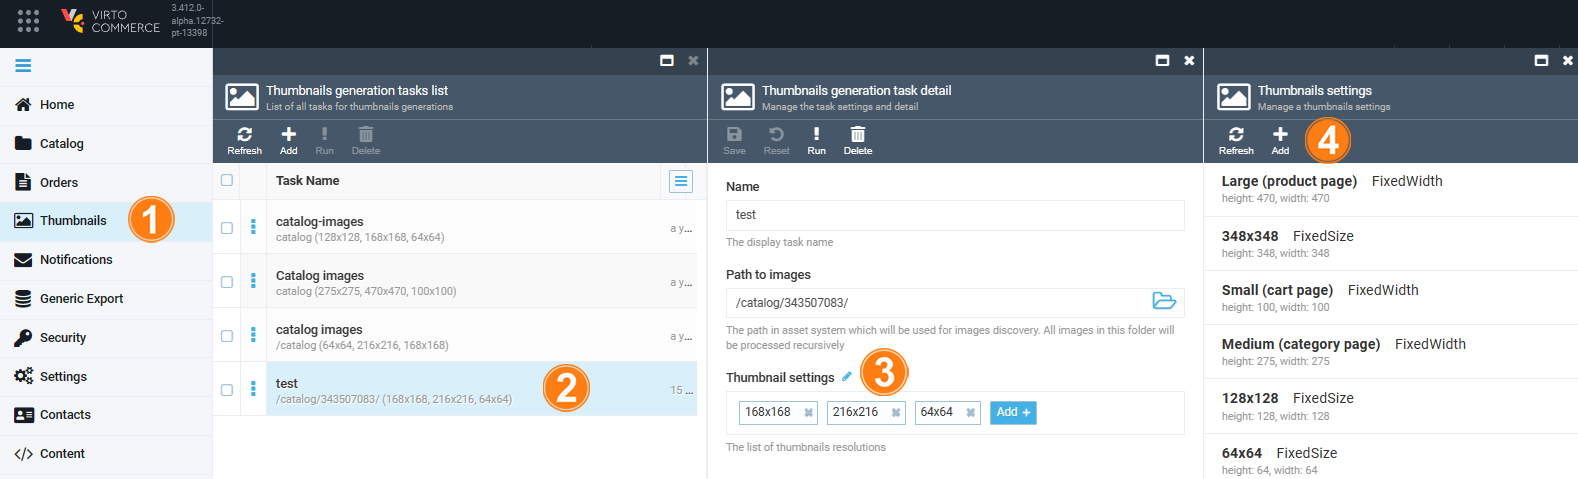 VIRTO
COMMERCE
3.412.0-
alpha.12732-
pt-13398
Home
Catalog
Orders
Thumbnails
1
Notifications
Generic Export
Security
Settings
Contacts
Content
Thumbnails generation tasks list
List of all tasks for thumbnails generations
Refresh Add Run Delete
Task Name
catalog-images
catalog (128x128, 168x168, 64x64)
a y...
Catalog images
catalog (275x275, 470x470, 100x100)
a y...
catalog images
/catalog (64x64, 216x216, 168x168)
a y...
test
/catalog/343507083/ (168x168, 216x216, 64x64)
2
15 ...
Thumbnails generation task detail
Manage the task settings and detail
Save Reset Run Delete
Name
test
The display task name
Path to images
/catalog/343507083/
The path in asset system which will be used for images discovery. All images in this folder will
be processed recursively
Thumbnail settings
3
168x168 216x216 64x64 Add +
The list of thumbnails resolutions
Thumbnails settings
Manage a thumbnails settings
Refresh Add
4
Large (product page) FixedWidth
height: 470, width: 470
348x348 FixedSize
height: 348, width: 348
Small (cart page) FixedWidth
height: 100, width: 100
Medium (category page) FixedWidth
height: 275, width: 275
128x128 FixedSize
height: 128, width: 128
64x64 FixedSize
height: 64, width: 64